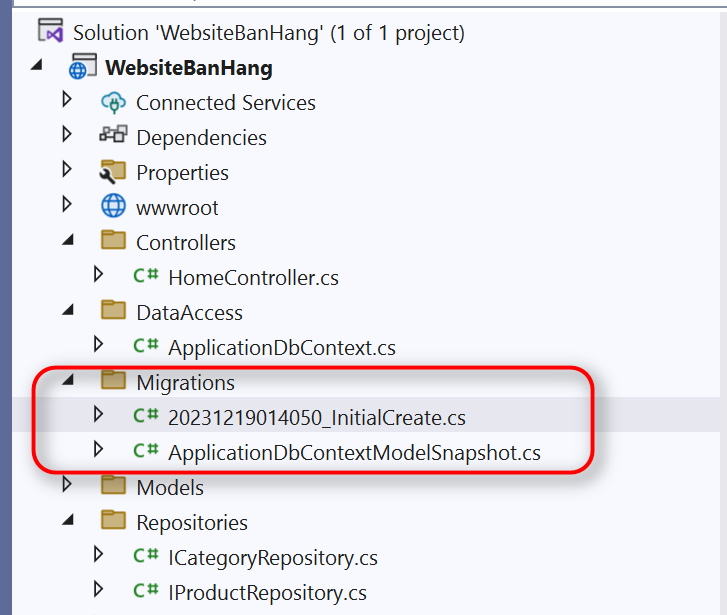 Solution 'WebsiteBanHang' (1 of 1 project)
WebsiteBanHang
Connected Services
Dependencies
Properties
wwwroot
Controllers
C# HomeController.cs
DataAccess
C# ApplicationDbContext.cs
Migrations
C# 20231219014050_InitialCreate.cs
C# ApplicationDbContextModelSnapshot.cs
Models
Repositories
C# ICategoryRepository.cs
C# IProductRepository.cs